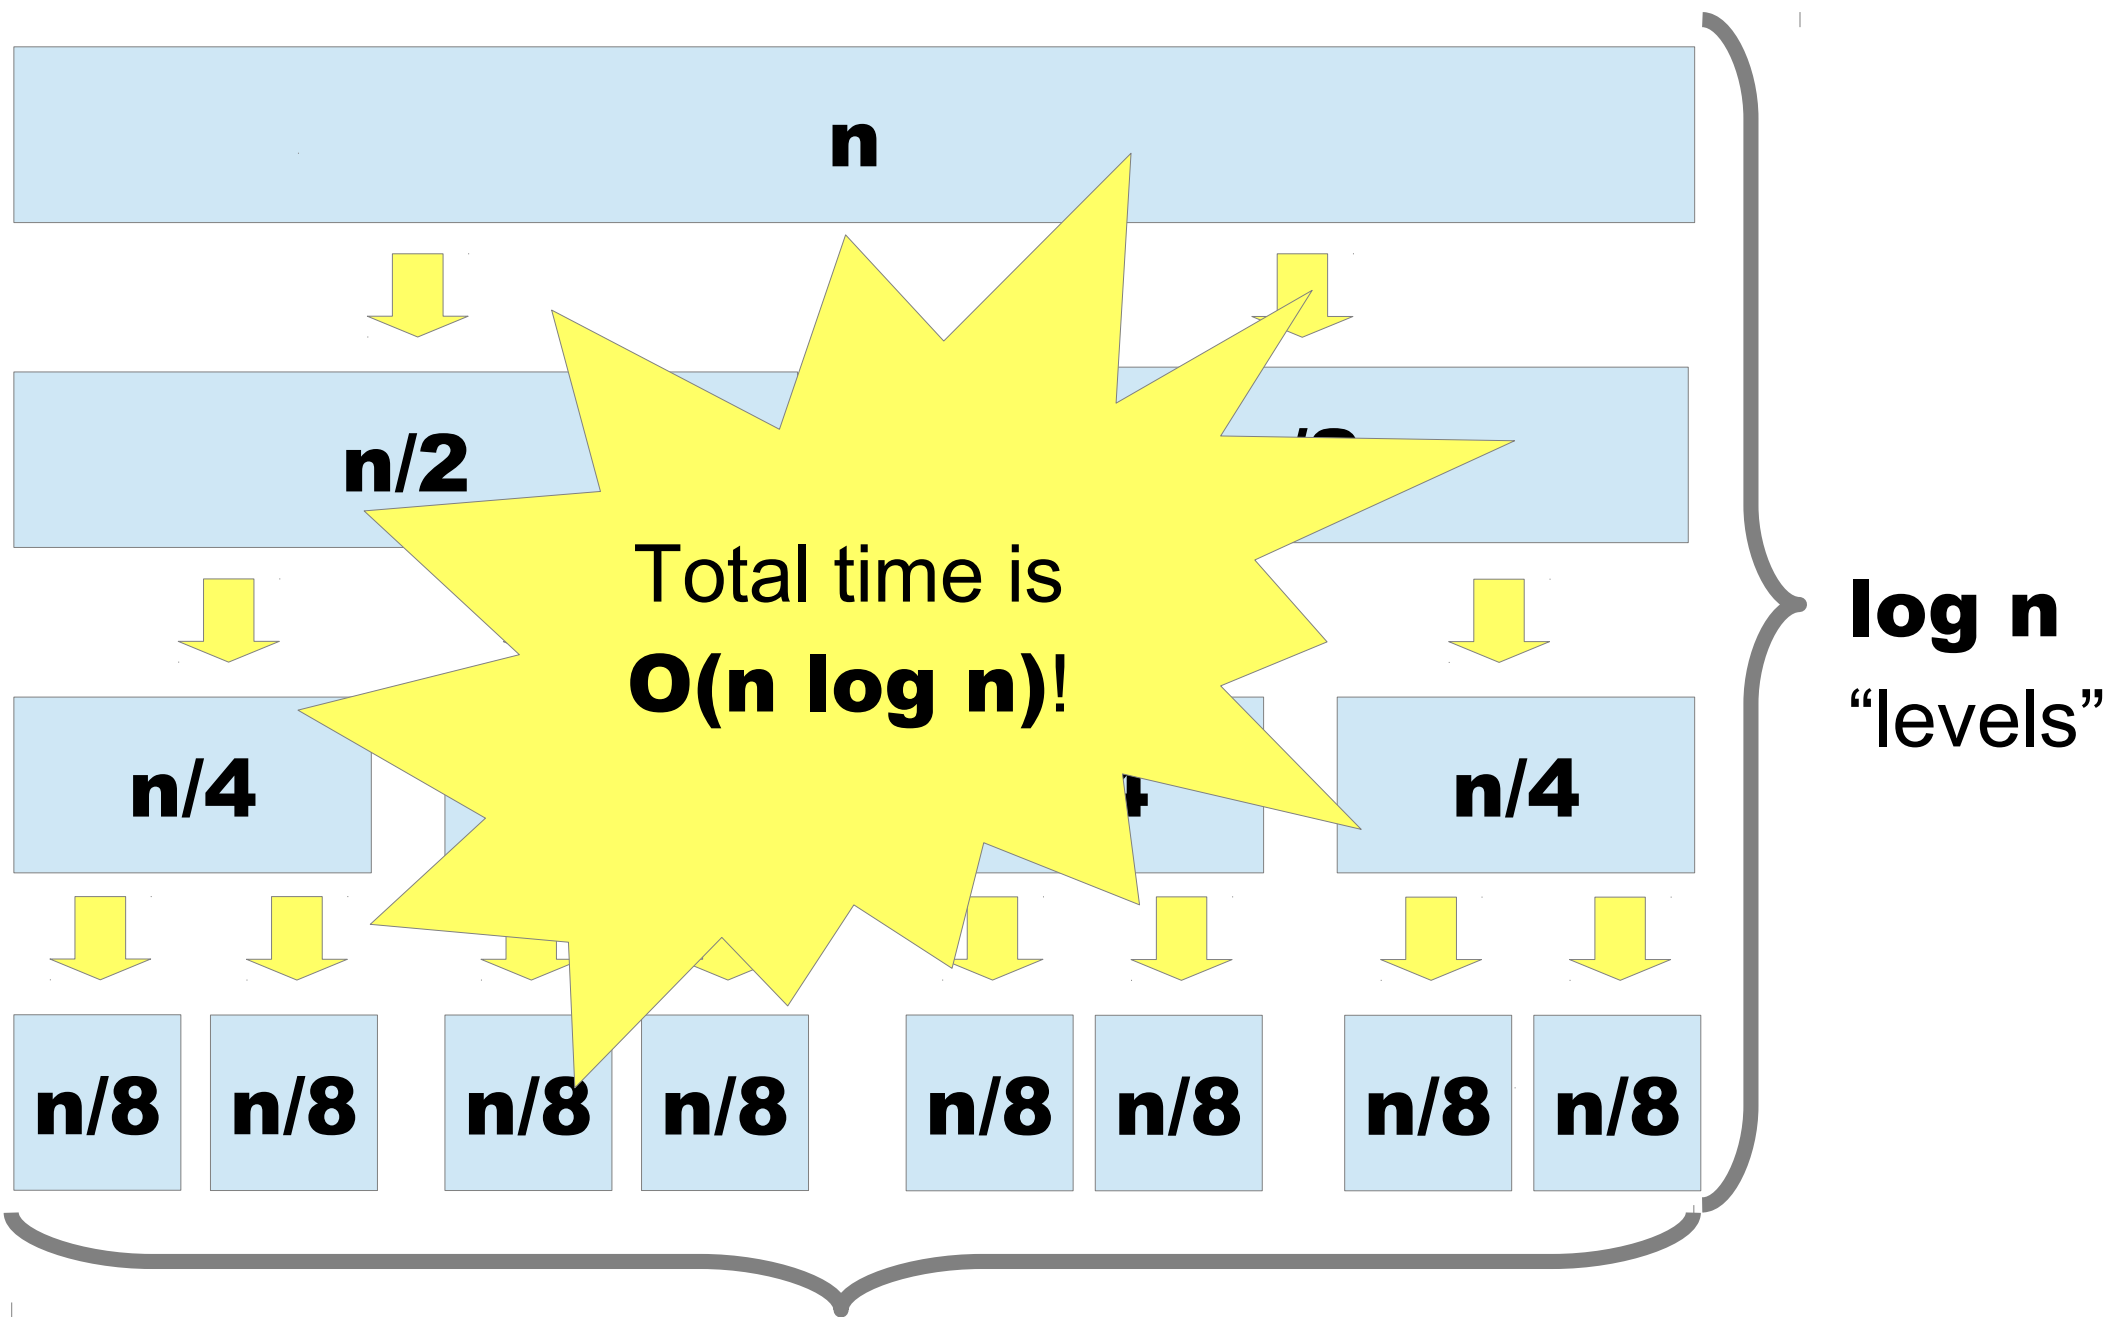 n
n/2
Total time is
O(n log n)!
log n
“levels”
n/4
n/4
n/8 n/8 n/8 n/8 n/8 n/8 n/8 n/8